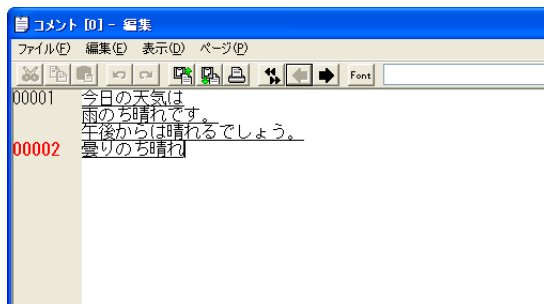 コメント [0] - 編集
ファイル(F) 編集(E) 表示(D) ページ(P)
Font
00001 今日の天気は
雨のち晴れです。
午後からは晴れるでしょう。
00002 曇りのち晴れ